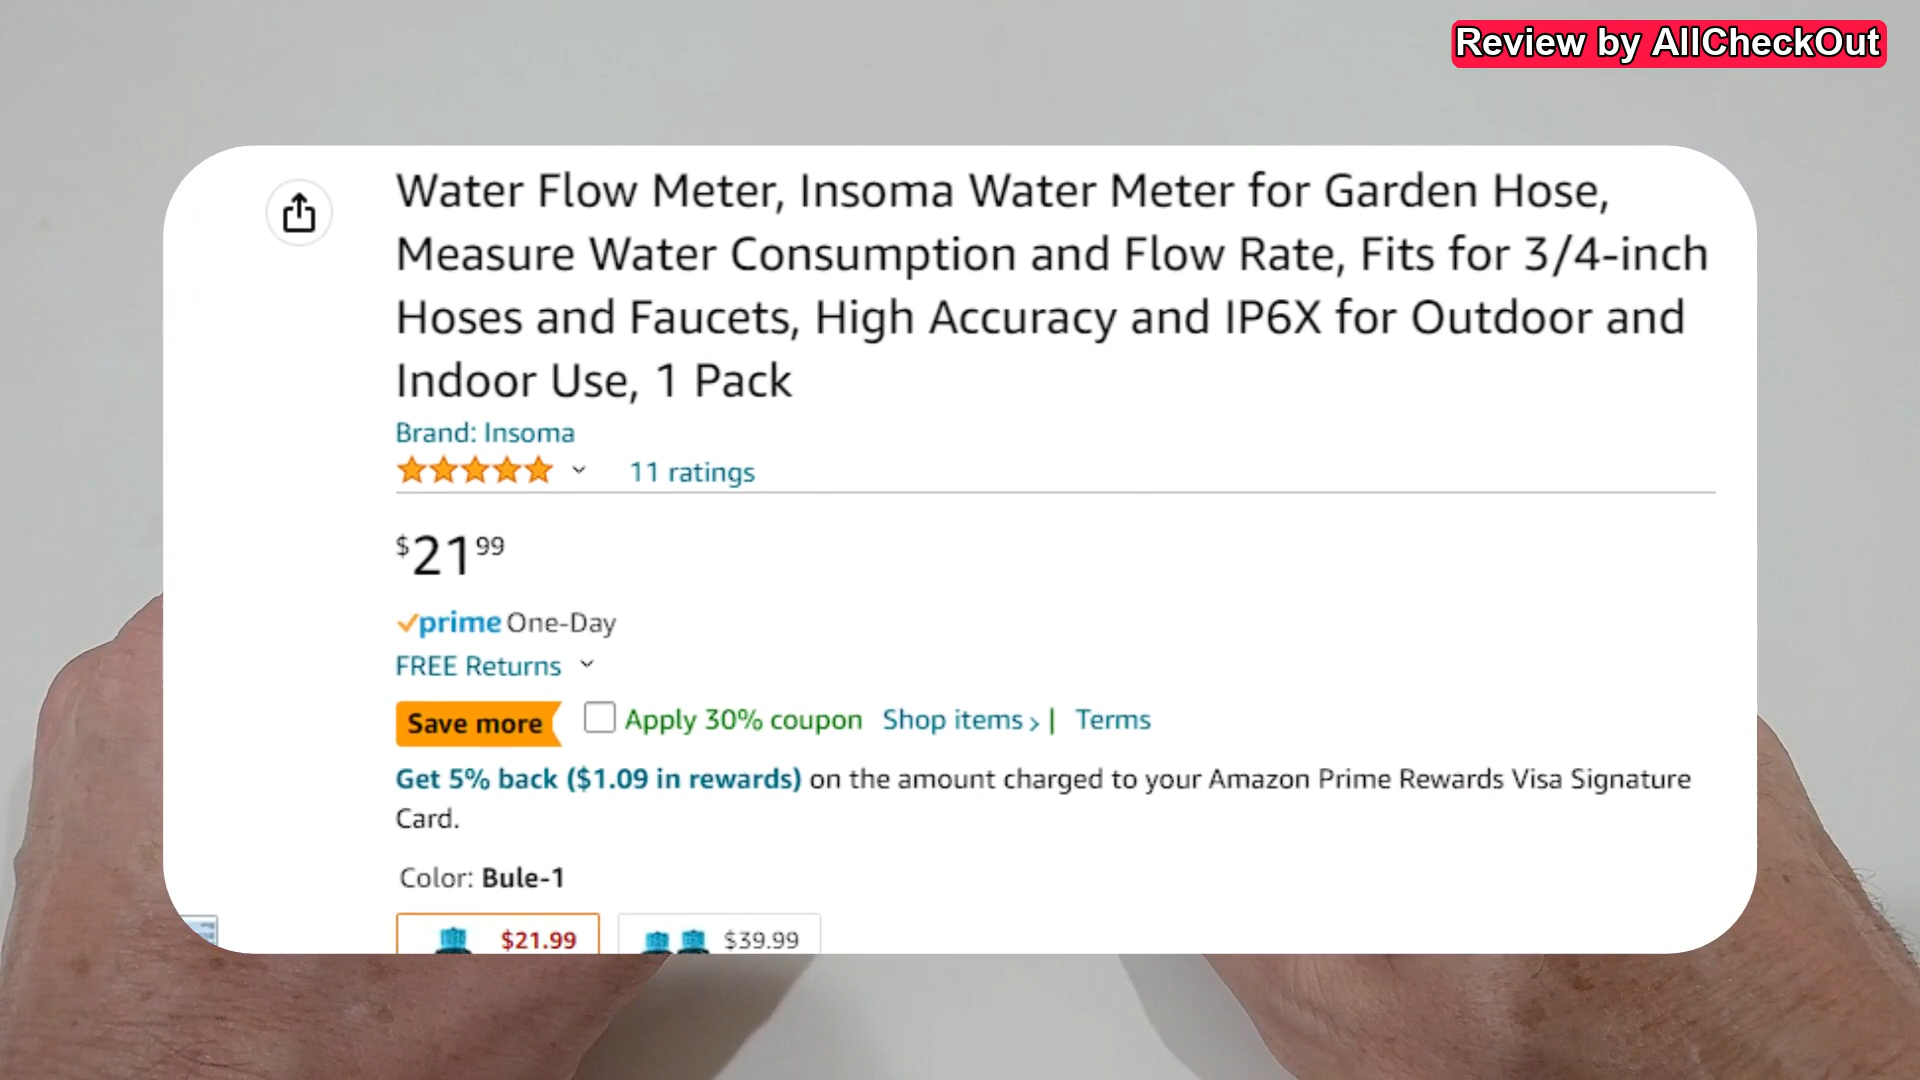 Review by AllCheckOut
Water Flow Meter, Insoma Water Meter for Garden Hose,
Measure Water Consumption and Flow Rate, Fits for 3/4-inch
Hoses and Faucets, High Accuracy and IP6X for Outdoor and
Indoor Use, 1 Pack
Brand: Insoma
11 ratings
$21 99
prime One-Day
FREE Returns
Save more Apply 30% coupon Shop items > | Terms
Get 5% back ($1.09 in rewards) on the amount charged to your Amazon Prime Rewards Visa Signature
Card.
Color: Bule-1
$21.99 $39.99